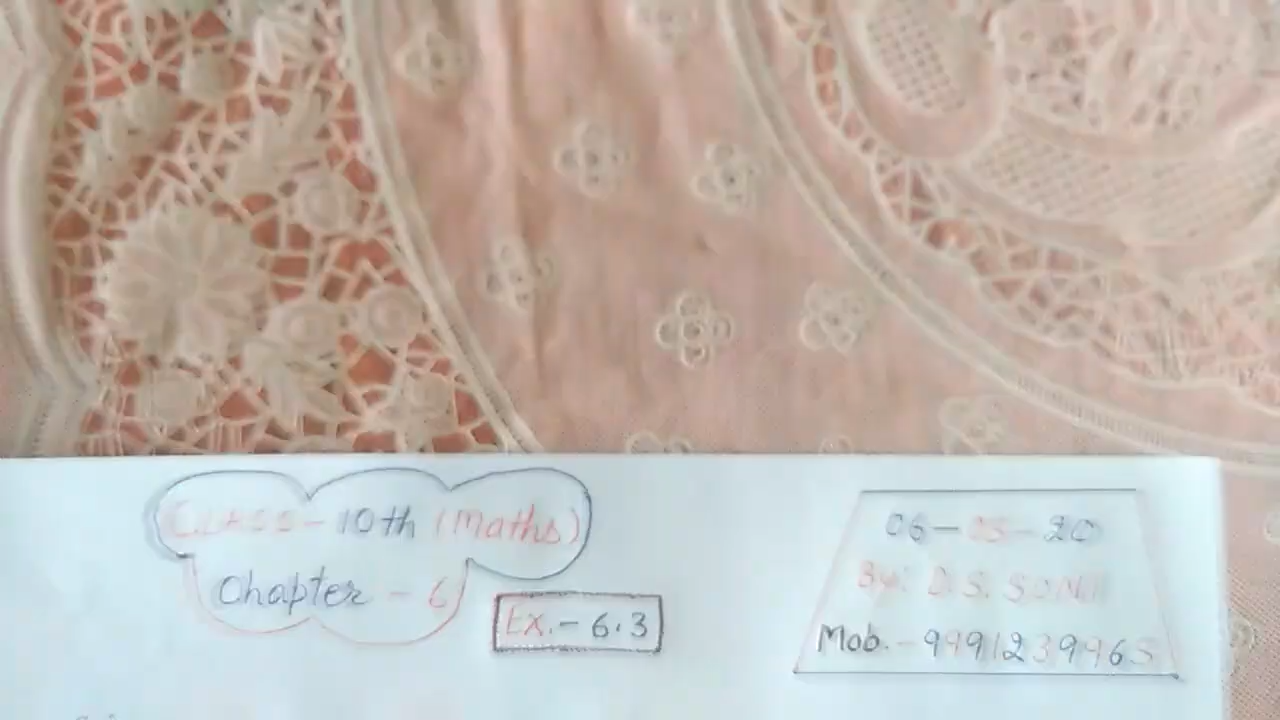 CLASS - 10th (Maths)
Chapter - 6
Ex. - 6.3
06 - 05 - 20
By: D.S. SONI
Mob. - 9991239965